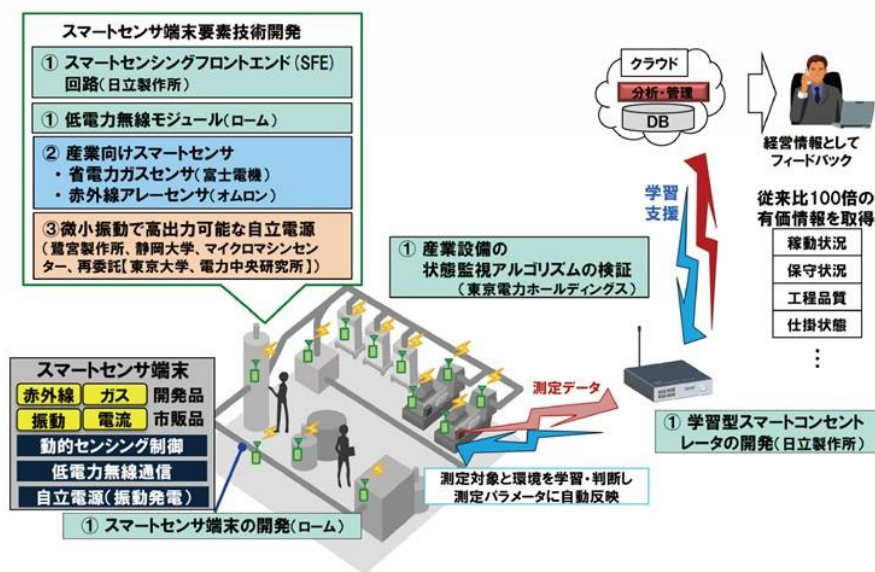 スマートセンサ端末要素技術開発
① スマートセンシングフロントエンド(SFE)
回路(日立製作所)
① 低電力無線モジュール(ローム)
② 産業向けスマートセンサ
・ 省電力ガスセンサ(富士電機)
・ 赤外線アレーセンサ(オムロン)
③微小振動で高出力可能な自立電源
(鷺宮製作所、静岡大学、マイクロマシンセン
ター、再委託【東京大学、電力中央研究所】)
クラウド
分析・管理
DB
経営情報として
フィードバック
学習
支援
従来比100倍の
有価情報を取得
稼動状況
保守状況
工程品質
仕掛状態
⋮
① 産業設備の
状態監視アルゴリズムの検証
(東京電力ホールディングス)
スマートセンサ端末
赤外線 ガス 開発品
振動 電流 市販品
動的センシング制御
低電力無線通信
自立電源(振動発電)
① スマートセンサ端末の開発(ローム)
測定データ
測定対象と環境を学習・判断し
測定パラメータに自動反映
① 学習型スマートコンセント
レータの開発(日立製作所)